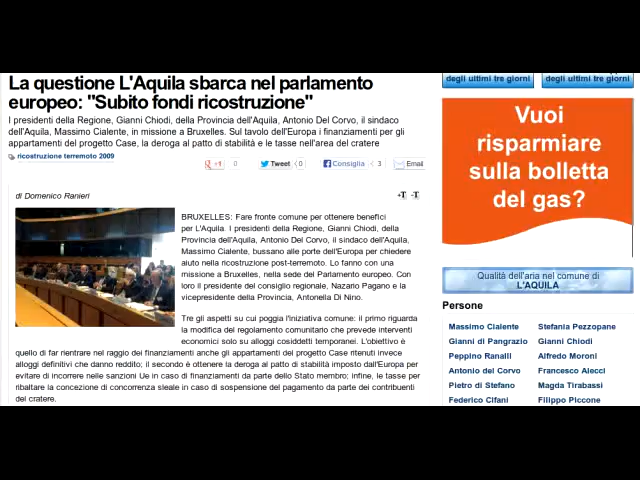 La questione L'Aquila sbarca nel parlamento
europeo: "Subito fondi ricostruzione"
I presidenti della Regione, Gianni Chiodi, della Provincia dell'Aquila, Antonio Del Corvo, il sindaco
dell'Aquila, Massimo Cialente, in missione a Bruxelles. Sul tavolo dell'Europa i finanziamenti per gli
appartamenti del progetto Case, la deroga al patto di stabilità e le tasse nell'area del cratere
ricostruzione terremoto 2009
+1 0 Tweet 0 Consiglia 3 Email
di Domenico Ranieri
+T -T
BRUXELLES: Fare fronte comune per ottenere benefici
per L'Aquila. I presidenti della Regione, Gianni Chiodi, della
Provincia dell'Aquila, Antonio Del Corvo, il sindaco dell'Aquila,
Massimo Cialente, bussano alle porte dell'Europa per chiedere
aiuto nella ricostruzione post-terremoto. Lo fanno con una
missione a Bruxelles, nella sede del Parlamento europeo. Con
loro il presidente del consiglio regionale, Nazario Pagano e la
vicepresidente della Provincia, Antonella Di Nino.
Tre gli aspetti su cui poggia l'iniziativa comune: il primo riguarda
la modifica del regolamento comunitario che prevede interventi
economici solo su alloggi cosiddetti temporanei. L'obiettivo è
quello di far rientrare nel raggio dei finanziamenti anche gli appartamenti del progetto Case ritenuti invece
alloggi definitivi che danno reddito; il secondo è ottenere la deroga al patto di stabilità imposto dall'Europa per
evitare di incorrere nelle sanzioni Ue in caso di finanziamenti da parte dello Stato membro; infine, le tasse per
ribaltare la concezione di concorrenza sleale in caso di sospensione del pagamento da parte dei contribuenti
del cratere.
degli ultimi tre giorni
degli ultimi tre giorni
Vuoi
risparmiare
sulla bolletta
del gas?
Qualità dell'aria nel comune di
L'AQUILA
Persone
Massimo Cialente Stefania Pezzopane
Gianni di Pangrazio Gianni Chiodi
Peppino Ranalli Alfredo Moroni
Antonio del Corvo Francesco Alecci
Pietro di Stefano Magda Tirabassi
Federico Cifani Filippo Piccone